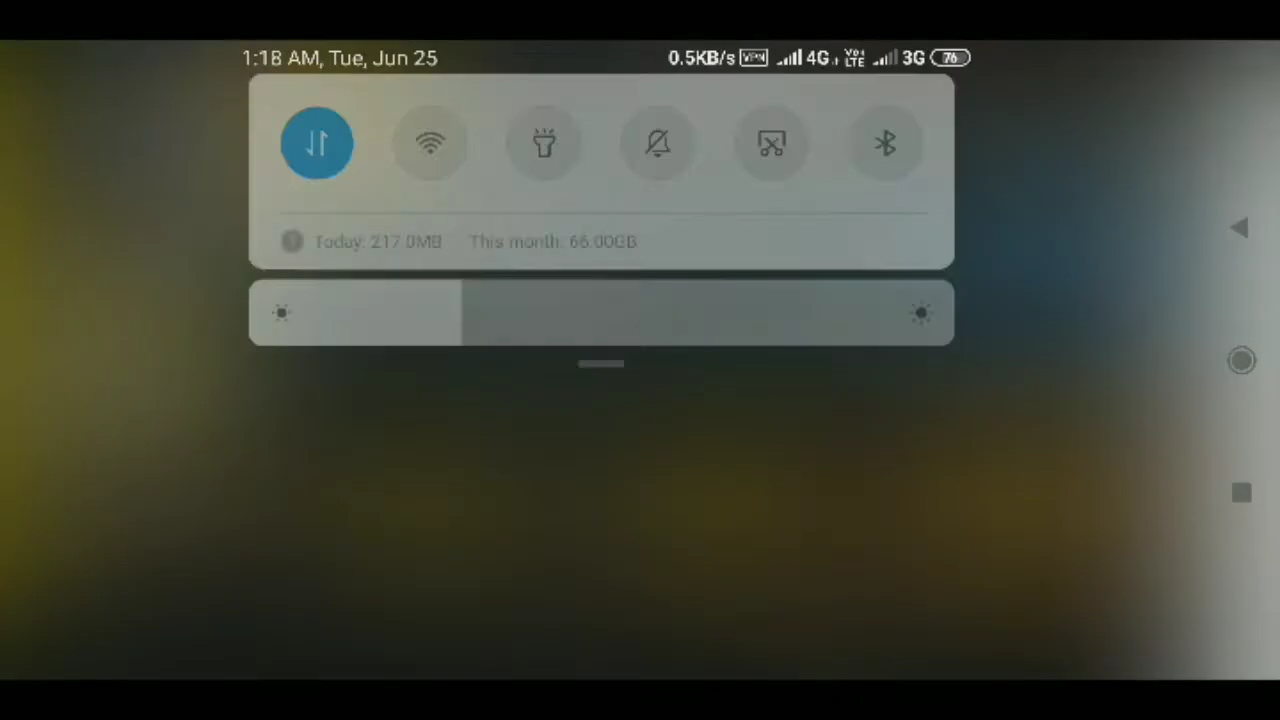 1:18 AM, Tue, Jun 25 0.5KB/s VPN 4G+ Vo LTE 3G 76
Today: 217.0MB This month: 66.00GB